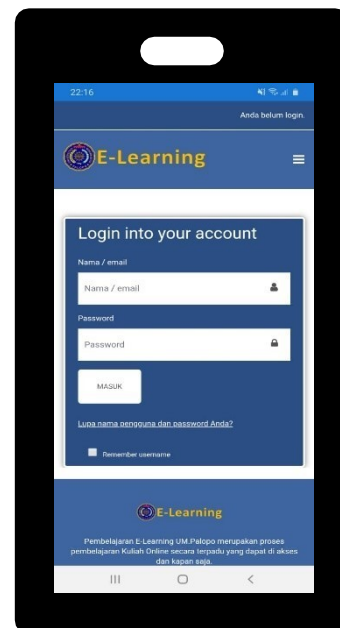 22:16
Anda belum login.
E-Learning
Login into your account
Nama / email
Nama / email
Password
Password
MASUK
Lupa nama pengguna dan password Anda?
Remember username
E-Learning
Pembelajaran E-Learning UM.Palopo merupakan proses
pembelajaran Kuliah Online secara terpadu yang dapat di akses
dan kapan saja.